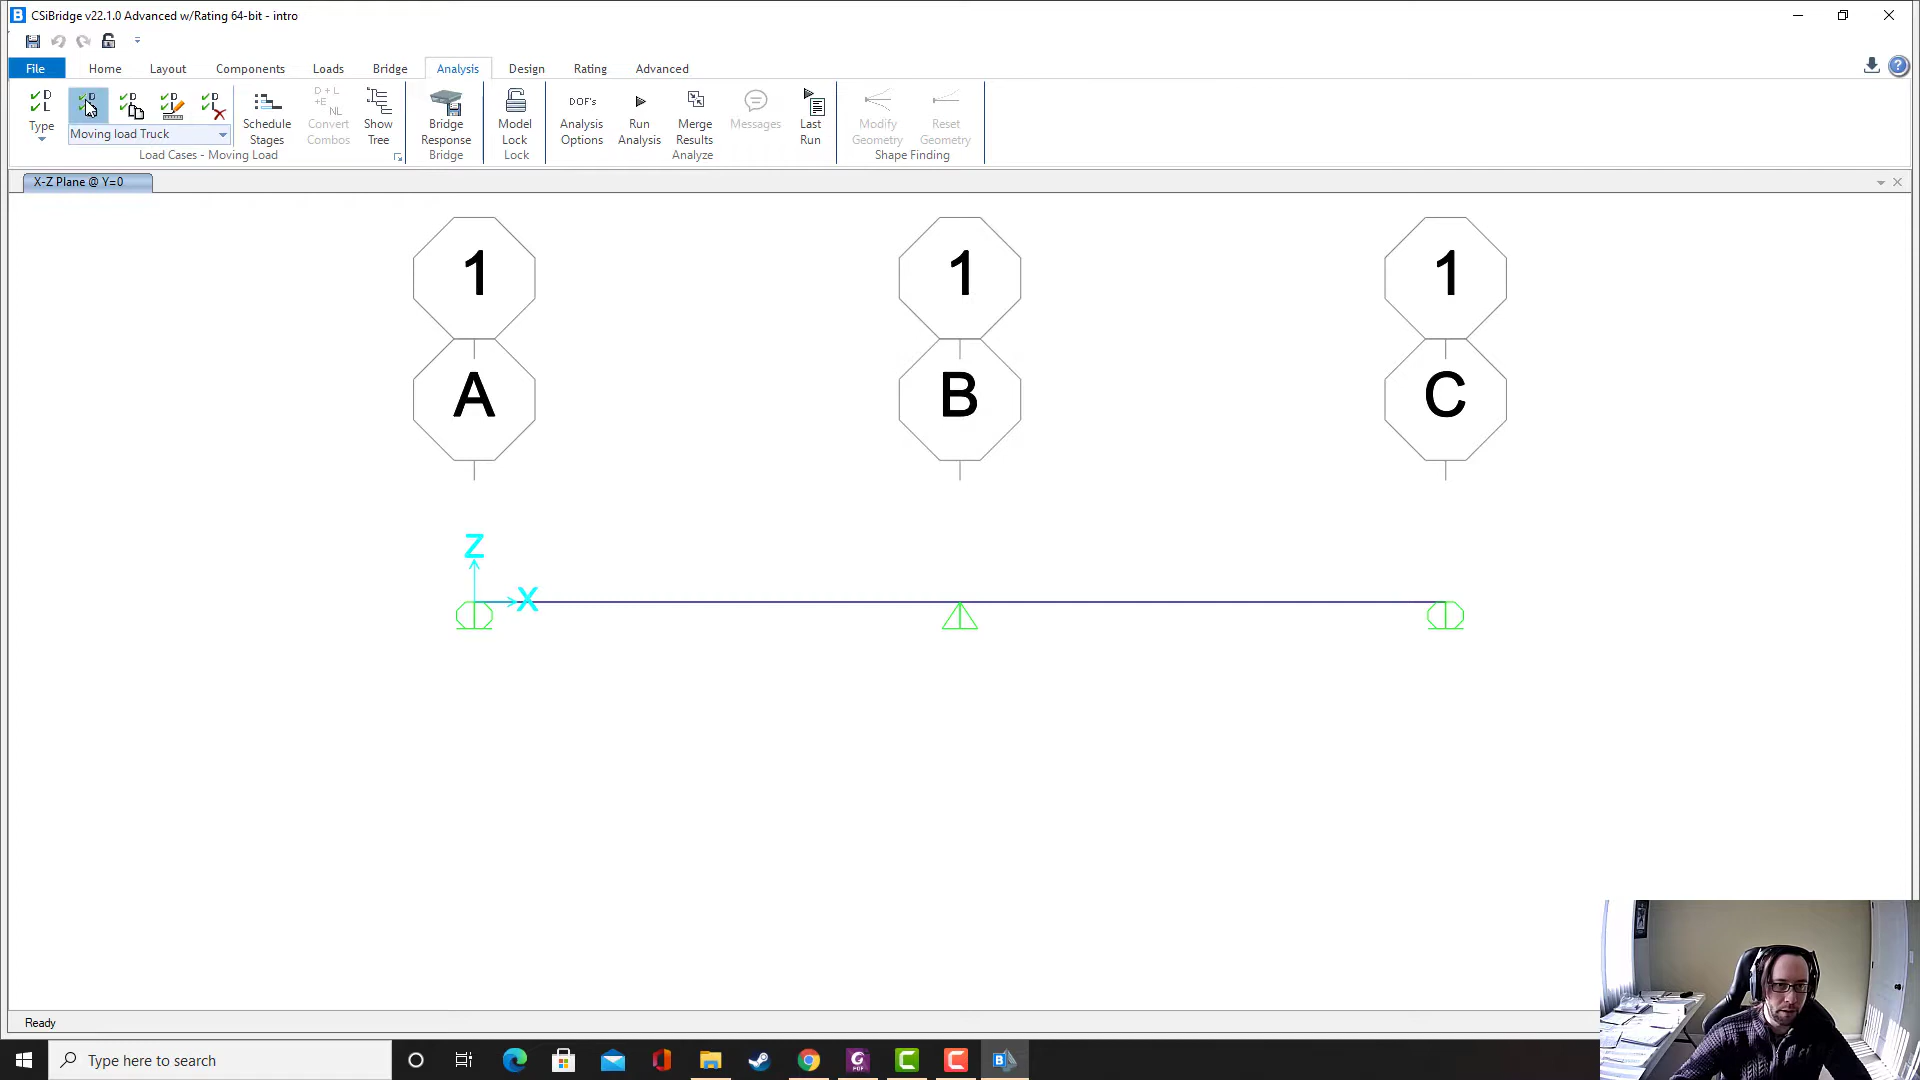 CSiBridge v22.1.0 Advanced w/Rating 64-bit - intro
File Home Layout Components Loads Bridge Analysis Design Rating Advanced
Type
Moving load Truck
Load Cases - Moving Load
Schedule Stages
D + L +E NL
Convert Combos
Show Tree
Bridge Response
Bridge
Model Lock
Lock
DOF's
Analysis Options
Run Analysis
Merge Results
Messages
Last Run
Analyze
Modify Geometry
Reset Geometry
Shape Finding
X-Z Plane @ Y=0
1 1 1
A B C
Z
X
Ready
Type here to search